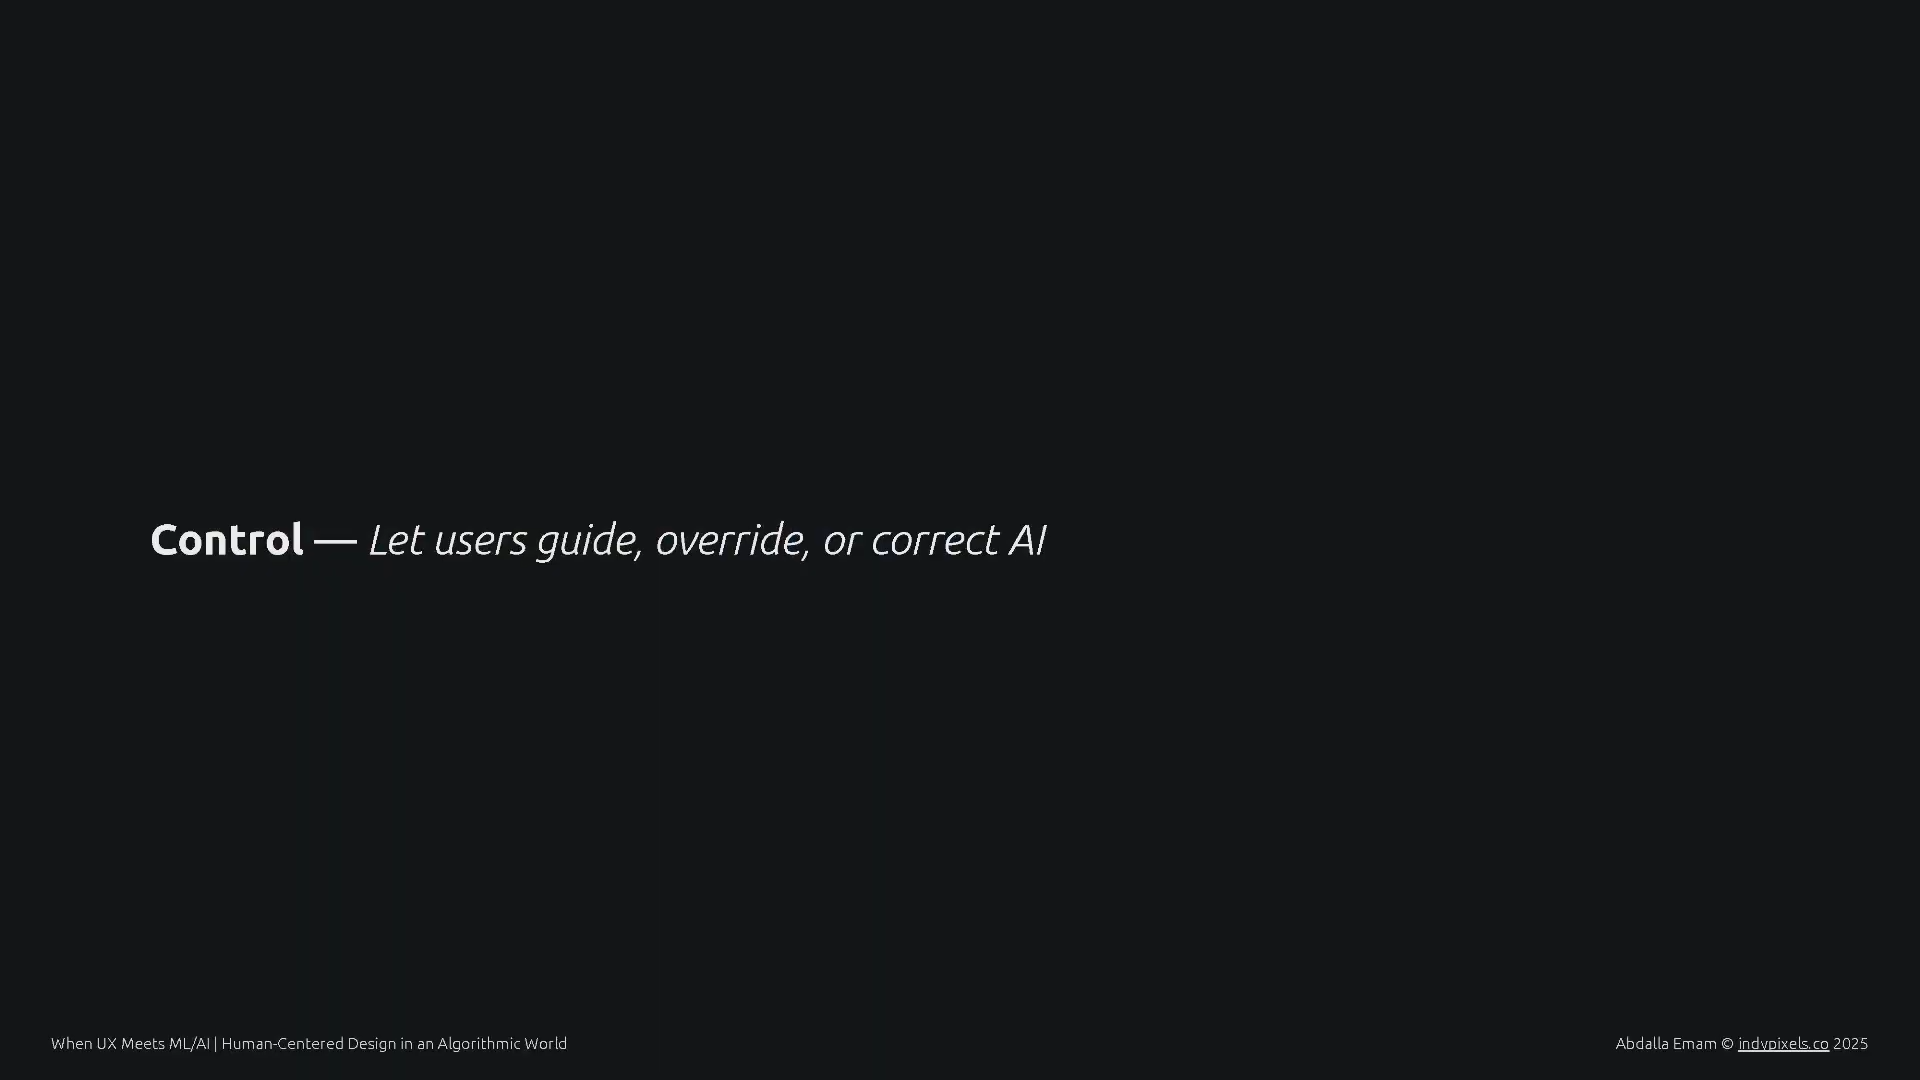 Control — Let users guide, override, or correct AI
When UX Meets ML/AI | Human-Centered Design in an Algorithmic World
Abdalla Emam © indypixels.co 2025